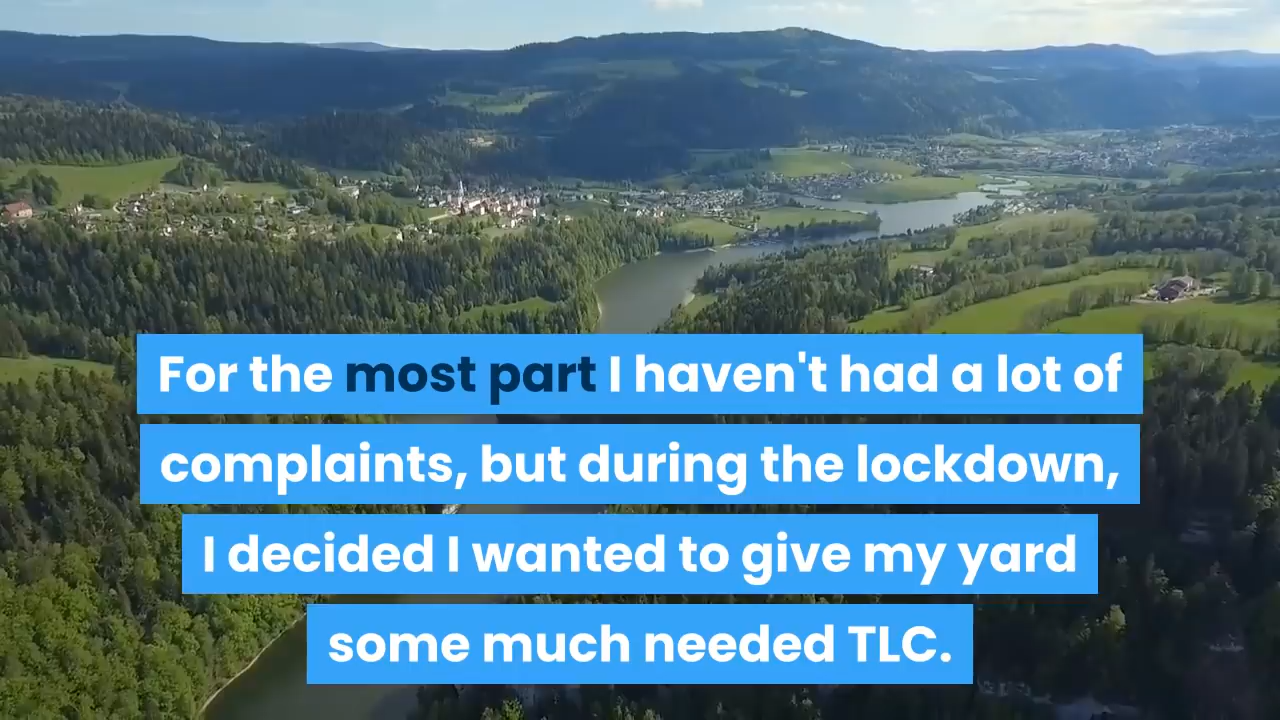 For the most part I haven't had a lot of
complaints, but during the lockdown,
I decided I wanted to give my yard
some much needed TLC.